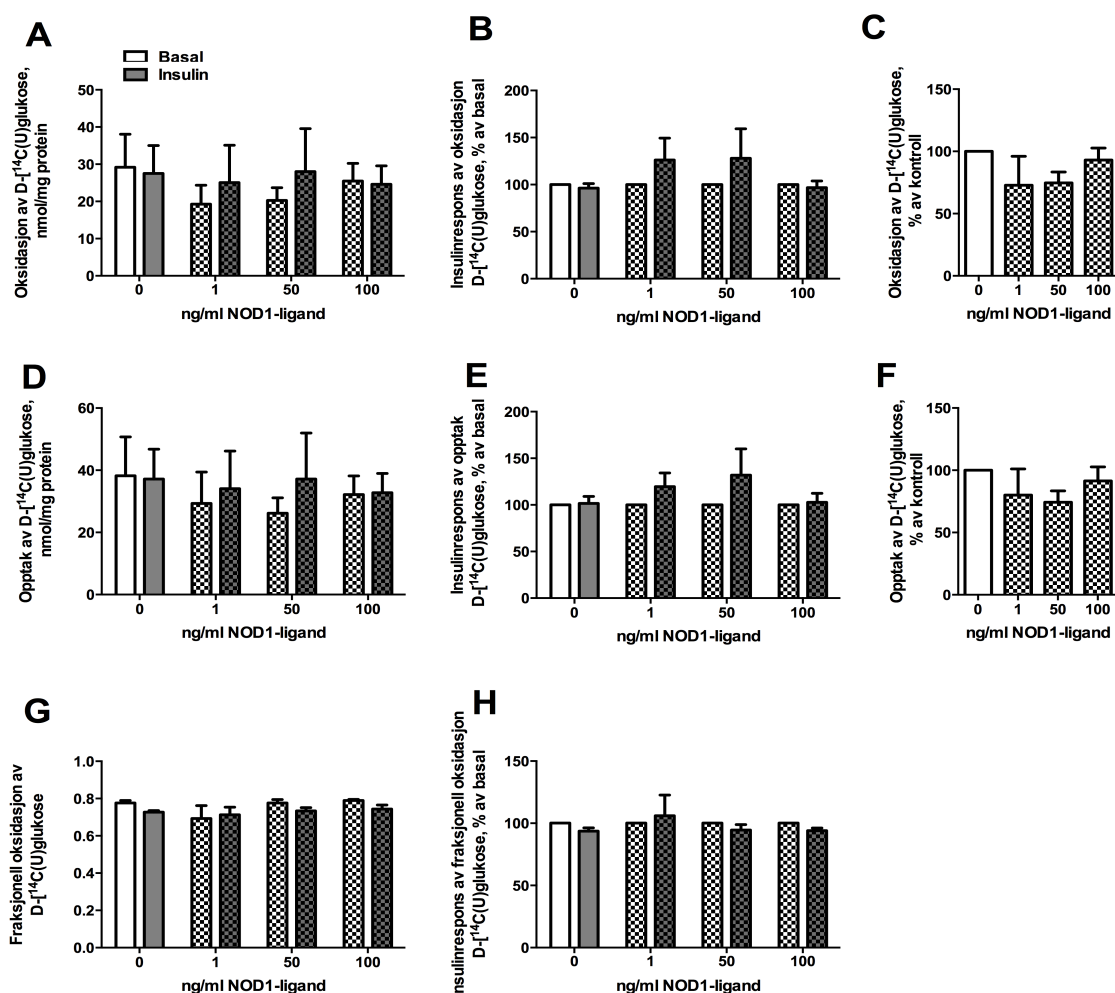 A
Basal
Insulin
Oksidasjon av D-[¹⁴C(U)glukose,
nmol/mg protein
50
40
30
20
10
0
0 1 50 100
ng/ml NOD1-ligand
B
Insulinrespons av oksidasjon
D-[¹⁴C(U)glukose, % av basal
200
150
100
50
0
0 1 50 100
ng/ml NOD1-ligand
C
Oksidasjon av D-[¹⁴C(U)glukose,
% av kontroll
150
100
50
0
0 1 50 100
ng/ml NOD1-ligand
D
Opptak av D-[¹⁴C(U)glukose,
nmol/mg protein
60
40
20
0
0 1 50 100
ng/ml NOD1-ligand
E
Insulinrespons av opptak
D-[¹⁴C(U)glukose, % av basal
200
150
100
50
0
0 1 50 100
ng/ml NOD1-ligand
F
Opptak av D-[¹⁴C(U)glukose,
% av kontroll
150
100
50
0
0 1 50 100
ng/ml NOD1-ligand
G
Fraksjonell oksidasjon av
D-[¹⁴C(U)glukose
1.0
0.8
0.6
0.4
0.2
0.0
0 1 50 100
ng/ml NOD1-ligand
H
Insulinrespons av fraksjonell oksidasjon
D-[¹⁴C(U)glukose, % av basal
150
100
50
0
0 1 50 100
ng/ml NOD1-ligand